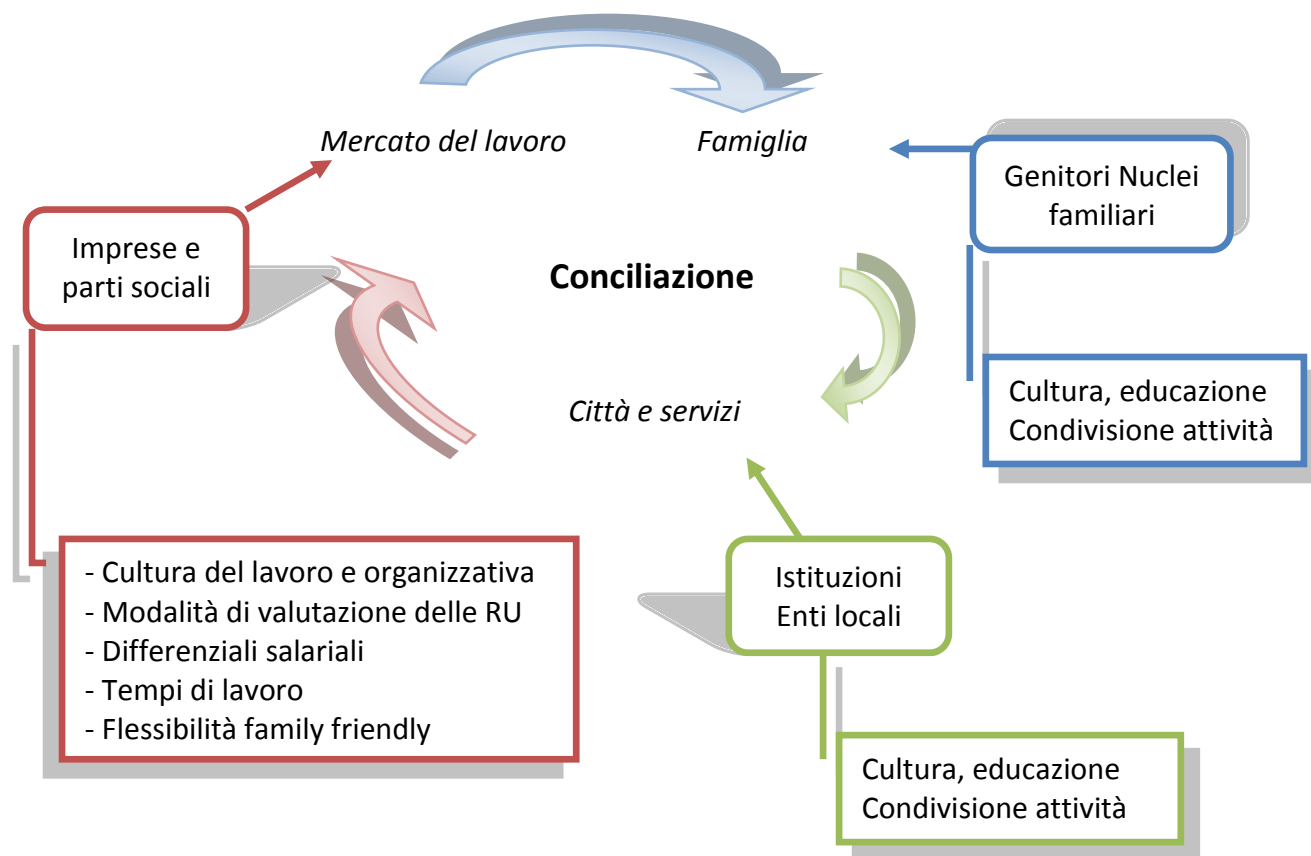 Mercato del lavoro
Famiglia
Genitori Nuclei
familiari
Imprese e
parti sociali
Conciliazione
Cultura, educazione
Condivisione attività
Città e servizi
- Cultura del lavoro e organizzativa
- Modalità di valutazione delle RU
- Differenziali salariali
- Tempi di lavoro
- Flessibilità family friendly
Istituzioni
Enti locali
Cultura, educazione
Condivisione attività